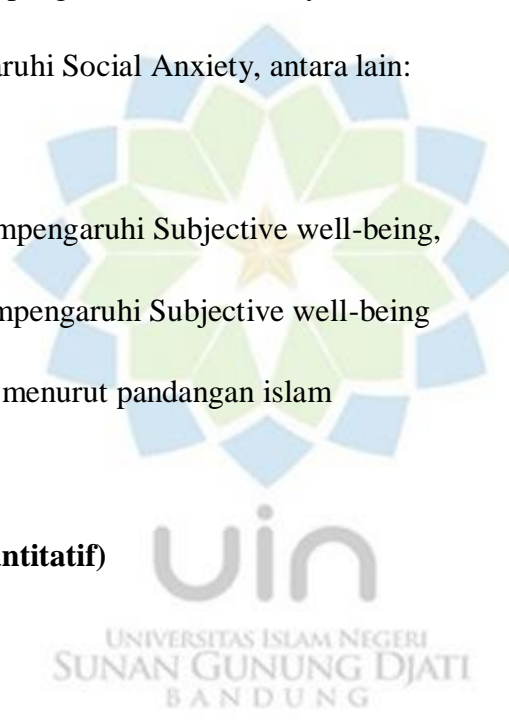 aruhi Social Anxiety, antara lain:
mpengaruhi Subjective well-being,
mpengaruhi Subjective well-being
menurut pandangan islam
antitatif)
uin
UNIVERSITAS ISLAM NEGERI
SUNAN GUNUNG DJATI
BANDUNG